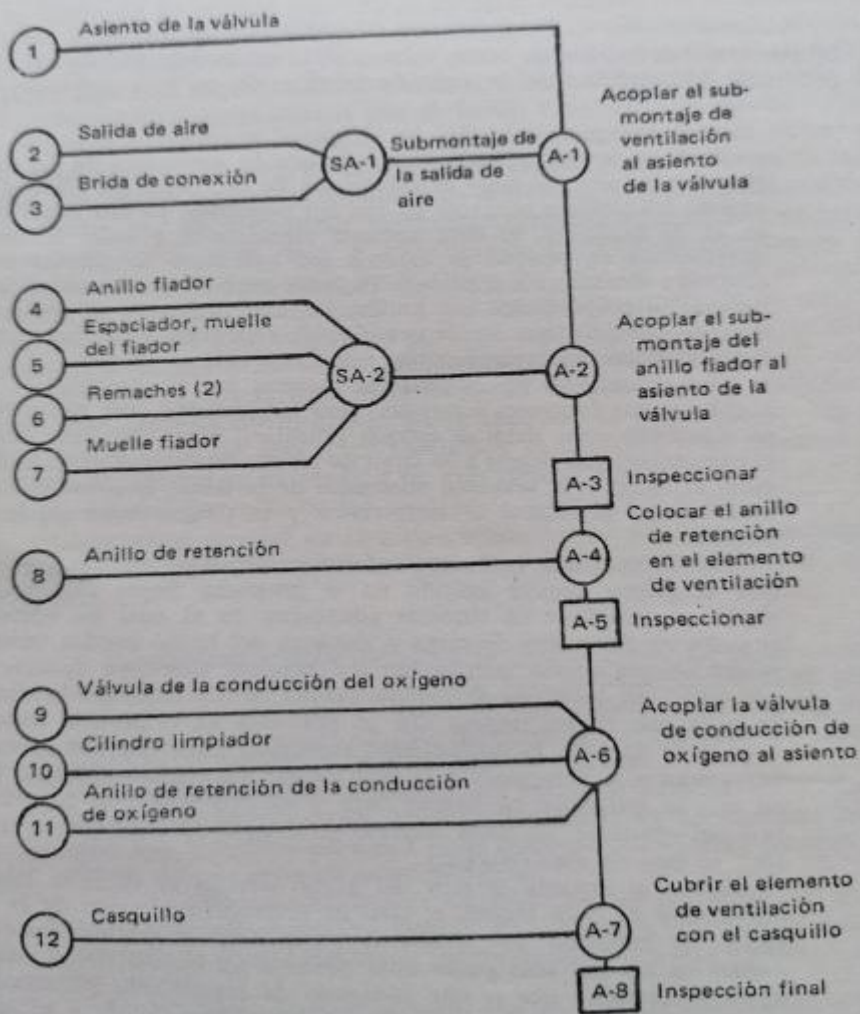 Asiento de la válvula
1
Acoplar el sub-
montaje de
ventilación
al asiento
de la válvula
Salida de aire
2
SA-1
Submontaje de
la salida de
aire
A-1
Brida de conexión
3
Anillo fiador
4
Espaciador, muelle
del fiador
5
SA-2
A-2
Acoplar el sub-
montaje del
anillo fiador al
asiento de la
válvula
Remaches (2)
6
Muelle fiador
7
A-3
Inspeccionar
Anillo de retención
8
A-4
Colocar el anillo
de retención
en el elemento
de ventilación
A-5
Inspeccionar
Válvula de la conducción del oxígeno
9
Cilindro limpiador
10
A-6
Acoplar la válvula
de conducción de
oxígeno al asiento
Anillo de retención de la conducción
de oxígeno
11
Casquillo
12
A-7
Cubrir el elemento
de ventilación
con el casquillo
A-8
Inspección final